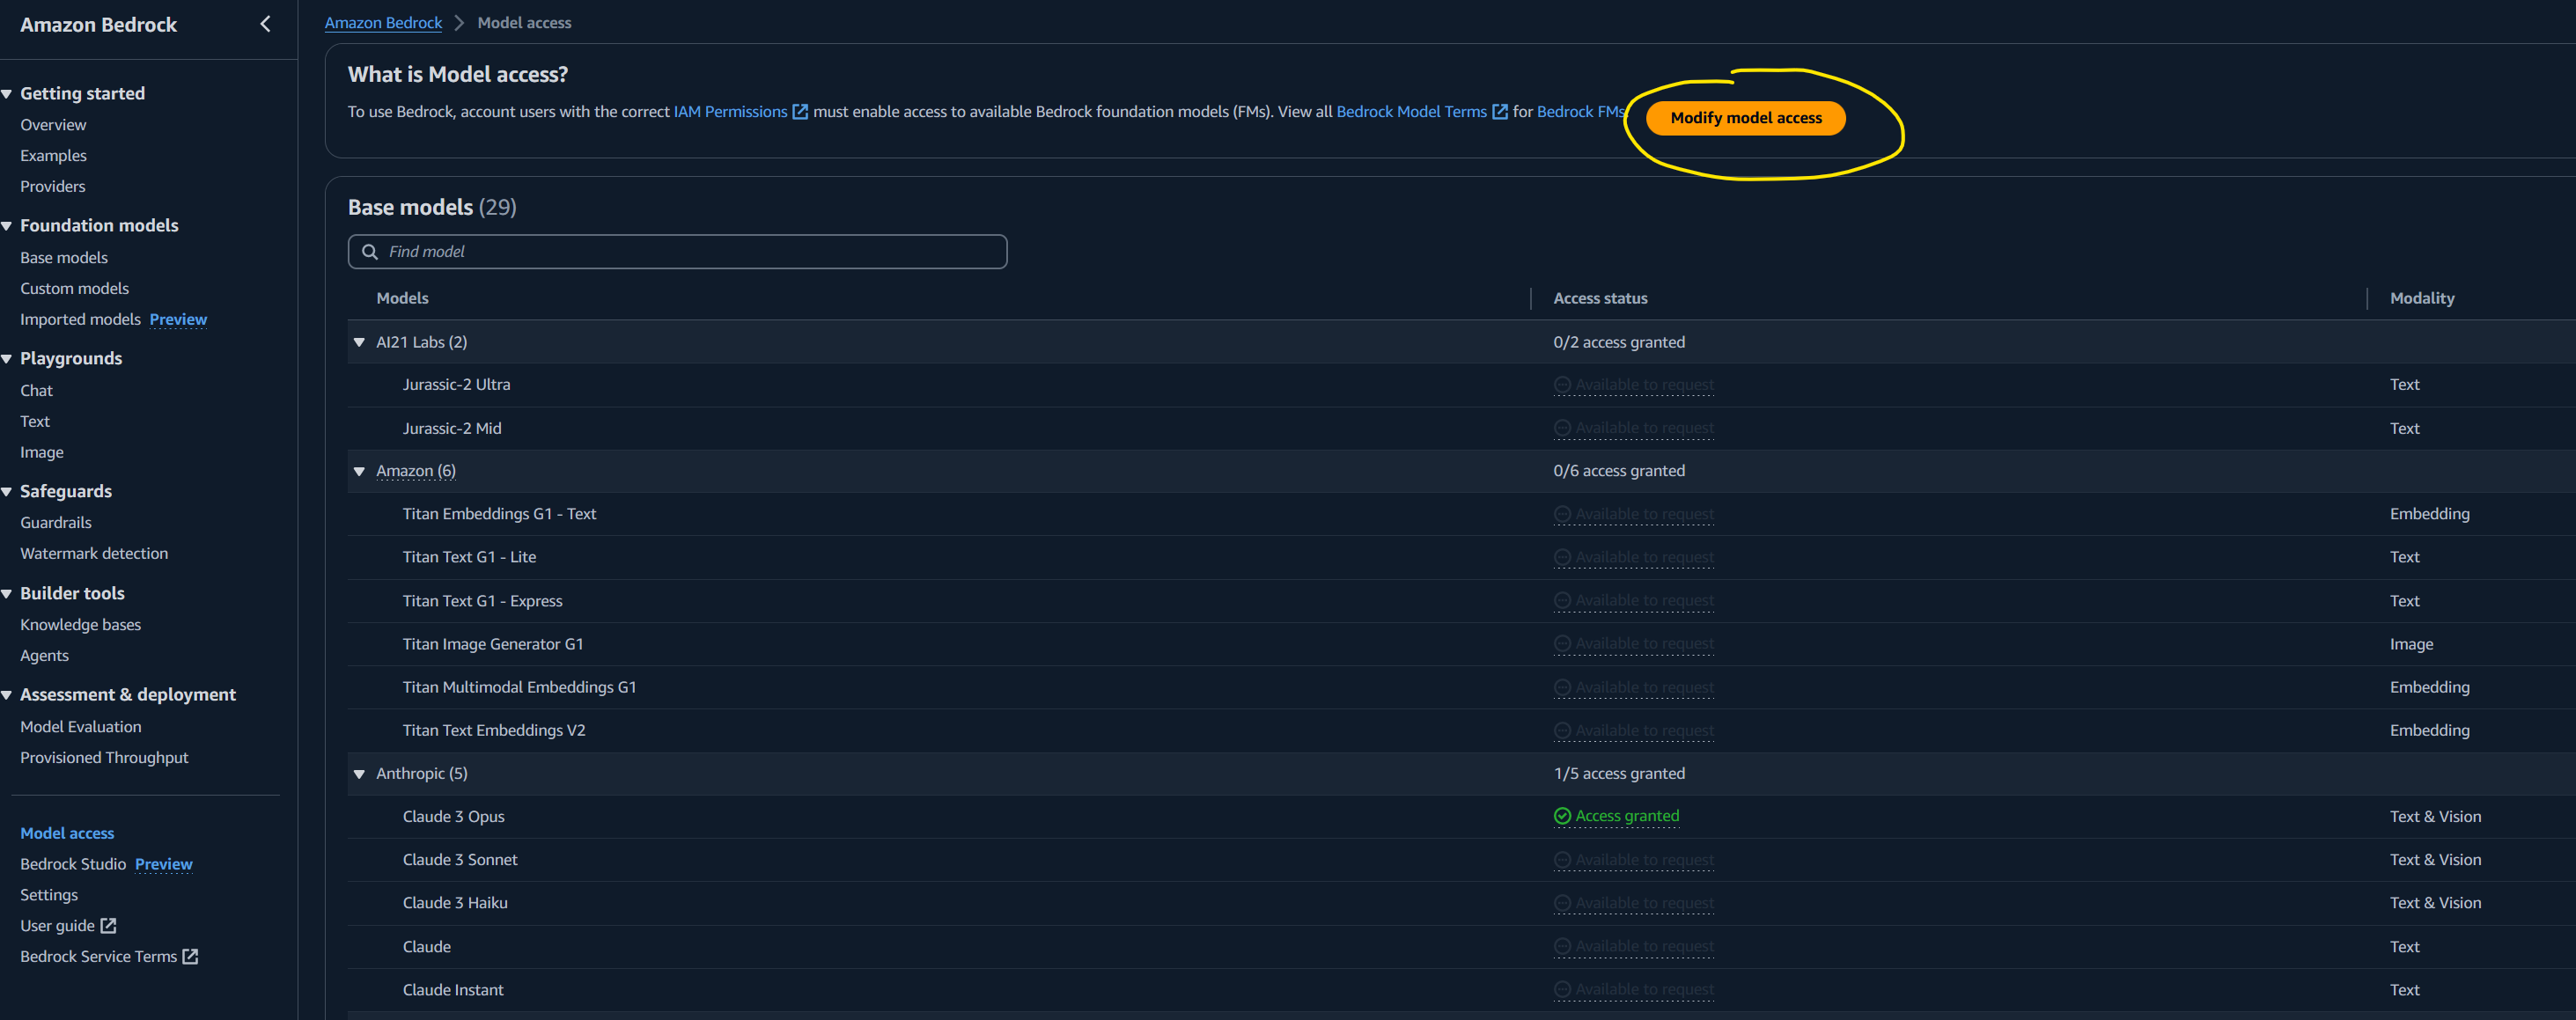 Amazon Bedrock
Getting started
Overview
Examples
Providers
Foundation models
Base models
Custom models
Imported models Preview
Playgrounds
Chat
Text
Image
Safeguards
Guardrails
Watermark detection
Builder tools
Knowledge bases
Agents
Assessment & deployment
Model Evaluation
Provisioned Throughput
Model access
Bedrock Studio Preview
Settings
User guide
Bedrock Service Terms
Amazon Bedrock > Model access
What is Model access?
To use Bedrock, account users with the correct IAM Permissions must enable access to available Bedrock foundation models (FMs). View all Bedrock Model Terms for Bedrock FMs.
Modify model access
Base models (29)
Find model
Models Access status Modality
AI21 Labs (2) 0/2 access granted
Jurassic-2 Ultra Available to request Text
Jurassic-2 Mid Available to request Text
Amazon (6) 0/6 access granted
Titan Embeddings G1 - Text Available to request Embedding
Titan Text G1 - Lite Available to request Text
Titan Text G1 - Express Available to request Text
Titan Image Generator G1 Available to request Image
Titan Multimodal Embeddings G1 Available to request Embedding
Titan Text Embeddings V2 Available to request Embedding
Anthropic (5) 1/5 access granted
Claude 3 Opus Access granted Text & Vision
Claude 3 Sonnet Available to request Text & Vision
Claude 3 Haiku Available to request Text & Vision
Claude Available to request Text
Claude Instant Available to request Text